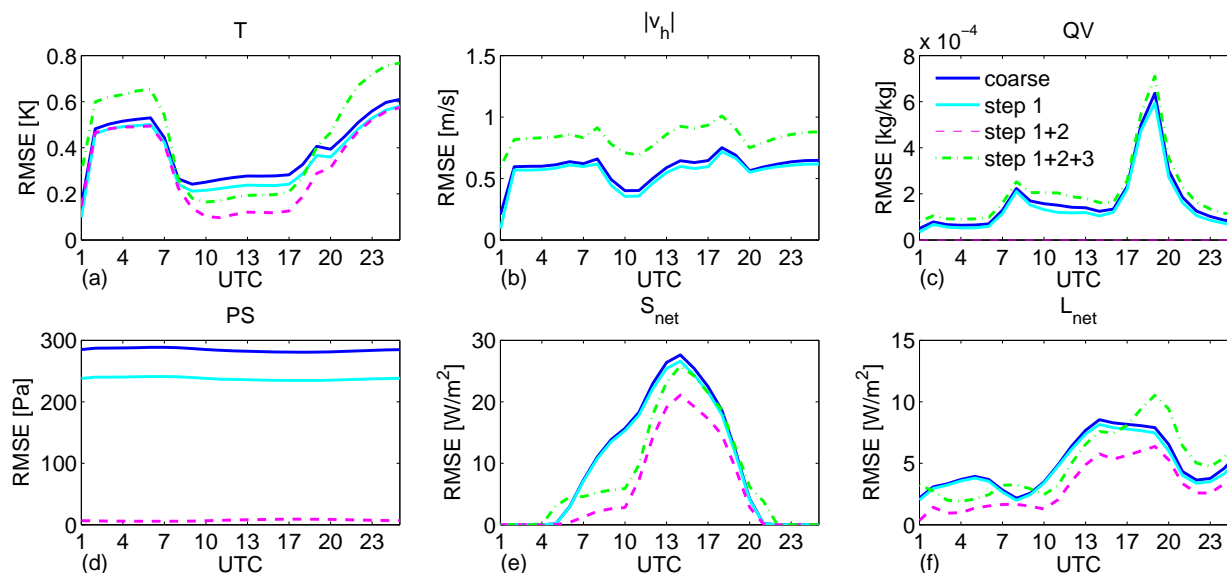 T
RMSE [K]
0.8
0.6
0.4
0.2
0
1 4 7 10 13 17 20 23
(a) UTC
|v_h|
RMSE [m/s]
1.5
1
0.5
0
1 4 7 10 13 17 20 23
(b) UTC
QV
x 10⁻⁴
RMSE [kg/kg]
8
6
4
2
0
coarse
step 1
step 1+2
step 1+2+3
1 4 7 10 13 17 20 23
(c) UTC
PS
RMSE [Pa]
300
200
100
0
1 4 7 10 13 17 20 23
(d) UTC
S_net
RMSE [W/m²]
30
20
10
0
1 4 7 10 13 17 20 23
(e) UTC
L_net
RMSE [W/m²]
15
10
5
0
1 4 7 10 13 17 20 23
(f) UTC